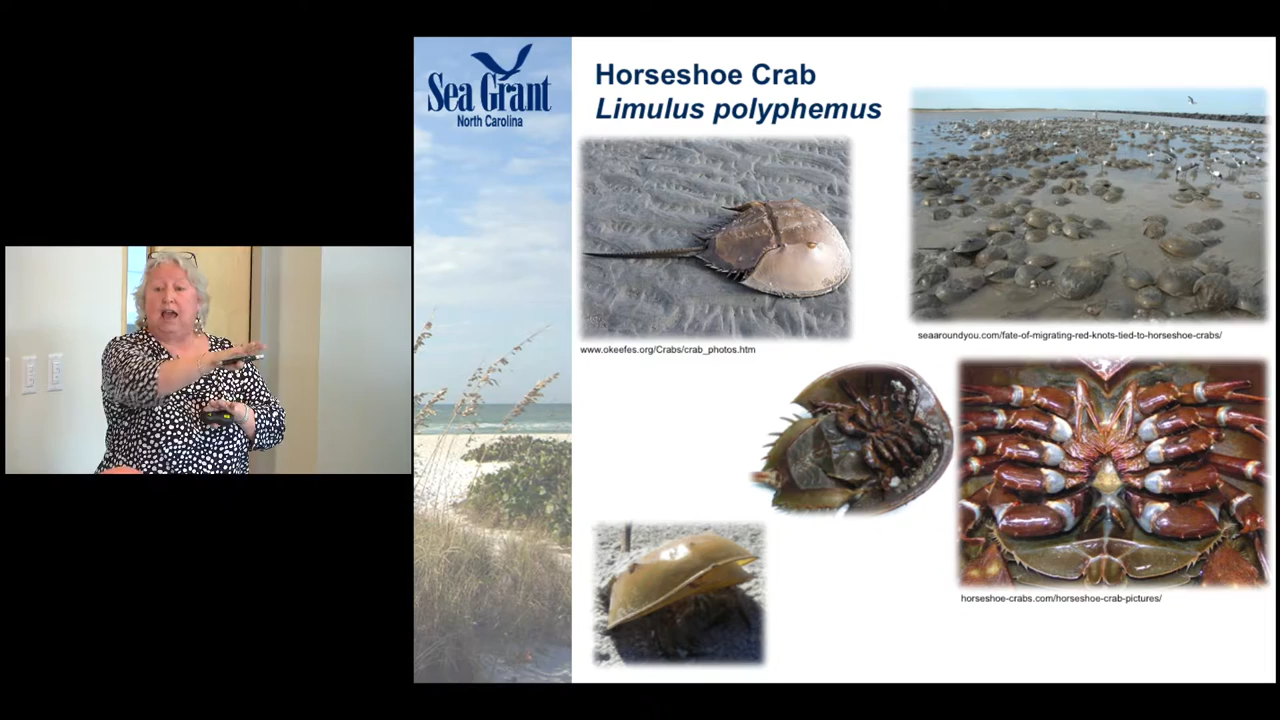 Sea Grant
North Carolina
Horseshoe Crab
Limulus polyphemus
www.okeefes.org/Crabs/crab_photos.htm
seaaroundyou.com/fate-of-migrating-red-knots-tied-to-horseshoe-crabs/
horseshoe-crabs.com/horseshoe-crab-pictures/